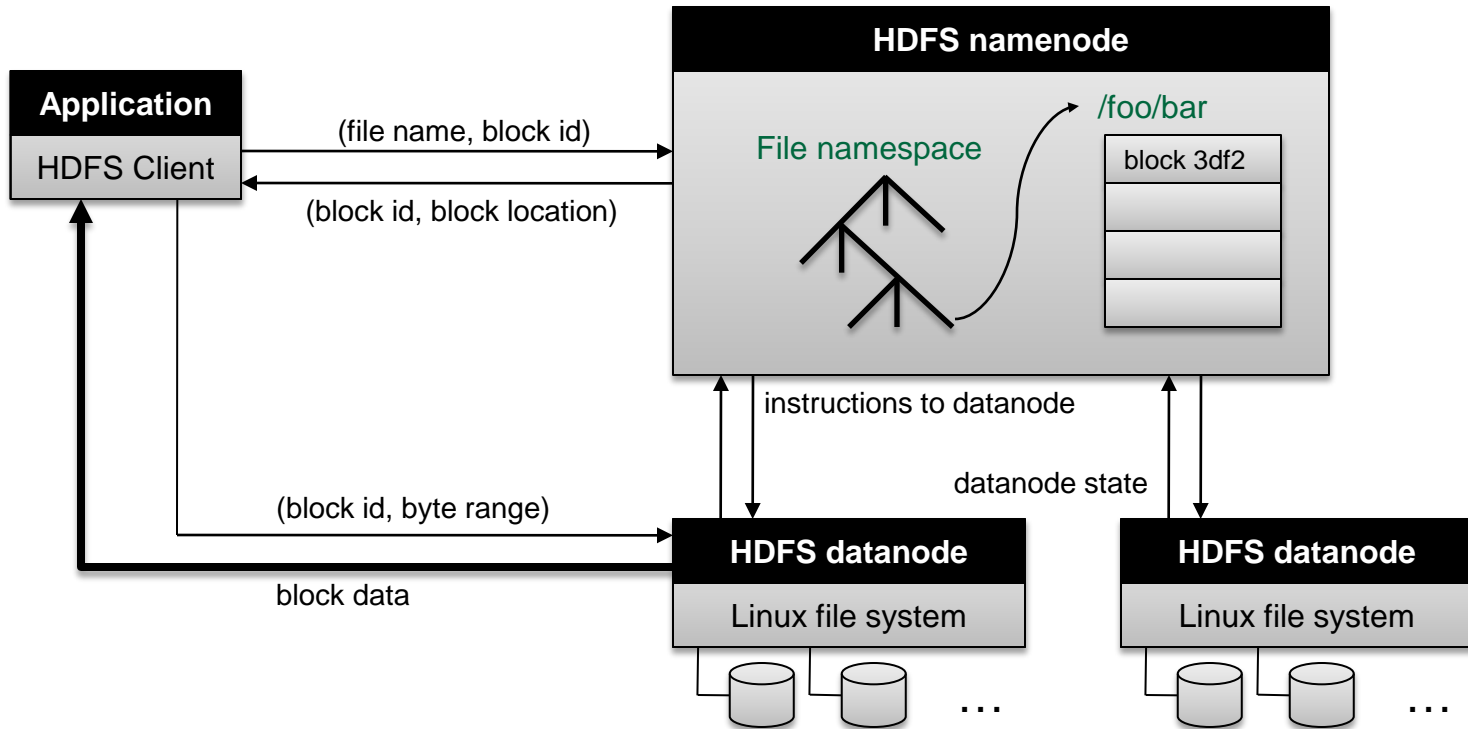 HDFS namenode
Application
HDFS Client
(file name, block id)
(block id, block location)
File namespace
/foo/bar
block 3df2
instructions to datanode
datanode state
(block id, byte range)
block data
HDFS datanode
Linux file system
…
HDFS datanode
Linux file system
…